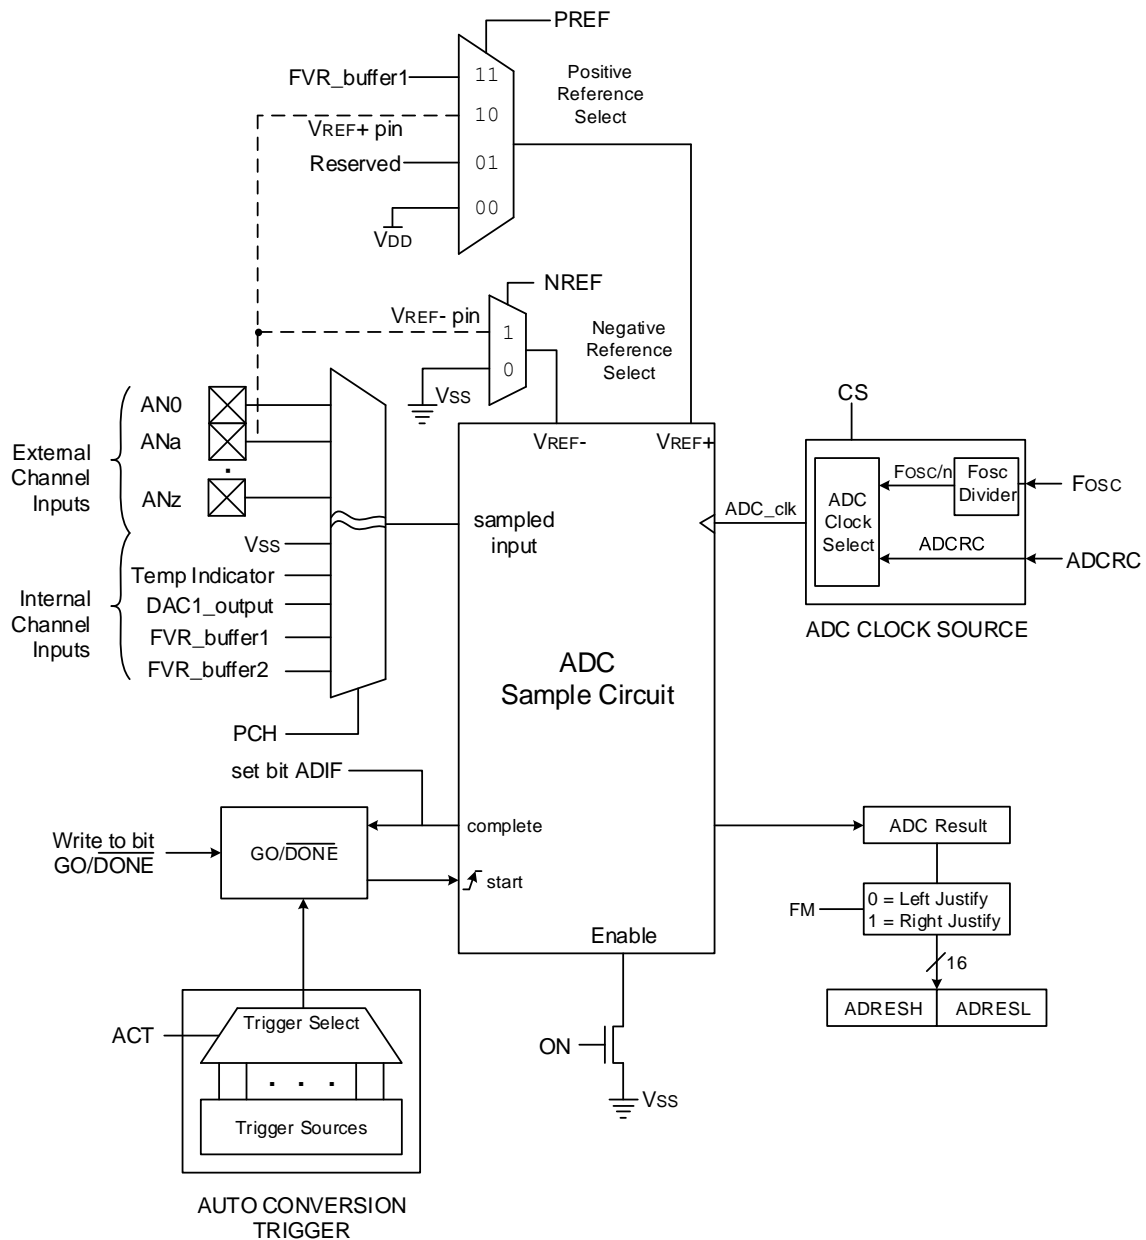 PREF
FVR_buffer1
11
Positive
Reference
Select
10
VREF+ pin
Reserved
01
00
VDD
NREF
VREF- pin
1
Negative
Reference
Select
0
VSS
AN0
ANa
ANz
External
Channel
Inputs
VREF-
VREF+
CS
FOSC/n
Fosc
Divider
FOSC
ADC
Clock
Select
ADCRC
ADCRC
ADC CLOCK SOURCE
ADC_clk
sampled
input
VSS
Temp Indicator
DAC1_output
FVR_buffer1
FVR_buffer2
Internal
Channel
Inputs
ADC
Sample Circuit
PCH
set bit ADIF
Write to bit
GO/DONE
GO/DONE
complete
start
ADC Result
FM
0 = Left Justify
1 = Right Justify
16
ADRESH
ADRESL
Enable
ON
VSS
ACT
Trigger Select
. . .
Trigger Sources
AUTO CONVERSION
TRIGGER